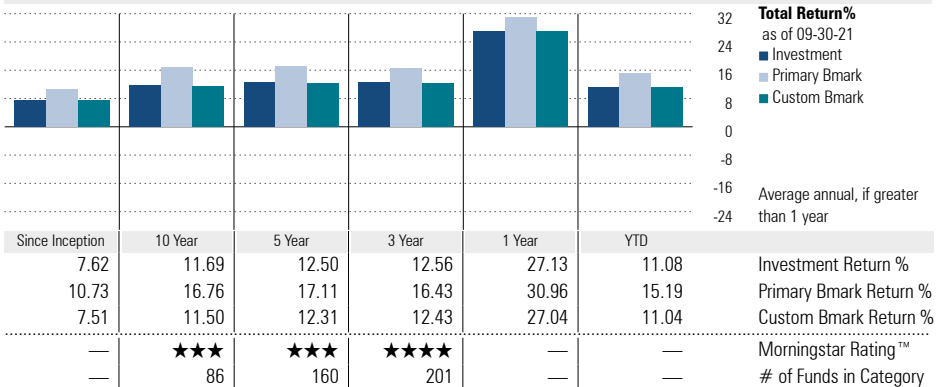 32
24
16
8
0
-8
-16
-24
Total Return%
as of 09-30-21
Investment
Primary Bmark
Custom Bmark
Average annual, if greater
than 1 year
Since Inception 10 Year 5 Year 3 Year 1 Year YTD
7.62 11.69 12.50 12.56 27.13 11.08 Investment Return %
10.73 16.76 17.11 16.43 30.96 15.19 Primary Bmark Return %
7.51 11.50 12.31 12.43 27.04 11.04 Custom Bmark Return %
— ★★★ ★★★ ★★★★ — — Morningstar Rating™
— 86 160 201 — — # of Funds in Category